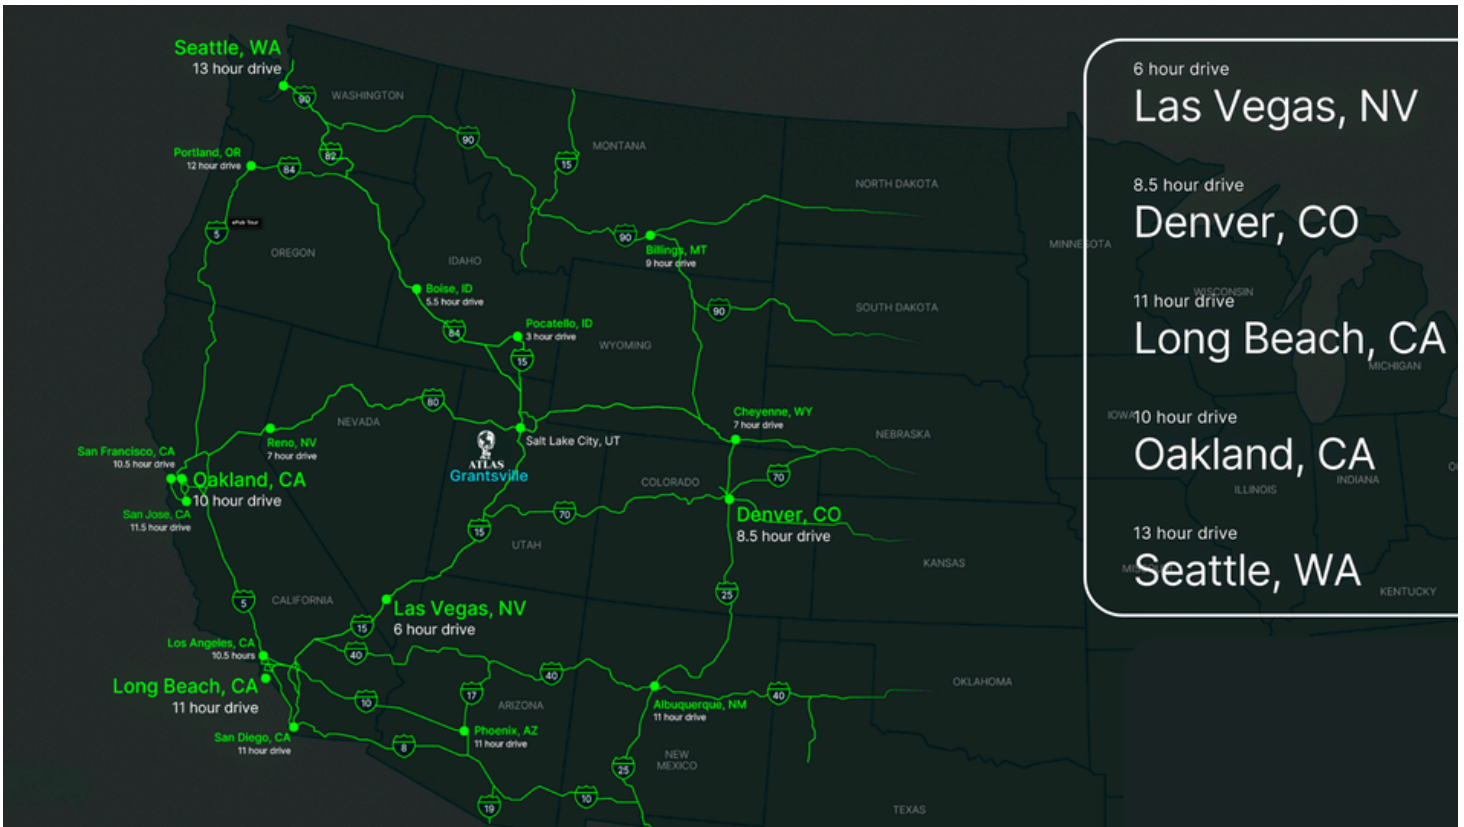 Seattle, WA
13 hour drive
90
WASHINGTON
Portland, OR
12 hour drive
84
82
90
15
MONTANA
NORTH DAKOTA
5
ePub Tour
OREGON
IDAHO
90
Billings, MT
9 hour drive
MINNESOTA
Boise, ID
5.5 hour drive
84
Pocatello, ID
3 hour drive
15
WYOMING
90
SOUTH DAKOTA
80
NEVADA
Reno, NV
7 hour drive
ATLAS
Grantsville
Salt Lake City, UT
Cheyenne, WY
7 hour drive
NEBRASKA
San Francisco, CA
10.5 hour drive
Oakland, CA
10 hour drive
San Jose, CA
11.5 hour drive
COLORADO
70
Denver, CO
8.5 hour drive
15
70
UTAH
KANSAS
5
CALIFORNIA
Las Vegas, NV
6 hour drive
15
25
Los Angeles, CA
10.5 hours
40
40
Long Beach, CA
11 hour drive
10
17
ARIZONA
Albuquerque, NM
11 hour drive
40
OKLAHOMA
San Diego, CA
11 hour drive
8
Phoenix, AZ
11 hour drive
NEW
MEXICO
25
19
10
TEXAS
6 hour drive
Las Vegas, NV
8.5 hour drive
Denver, CO
WISCONSIN
11 hour drive
Long Beach, CA
MICHIGAN
IOWA
10 hour drive
Oakland, CA
ILLINOIS
INDIANA
13 hour drive
Seattle, WA
KENTUCKY